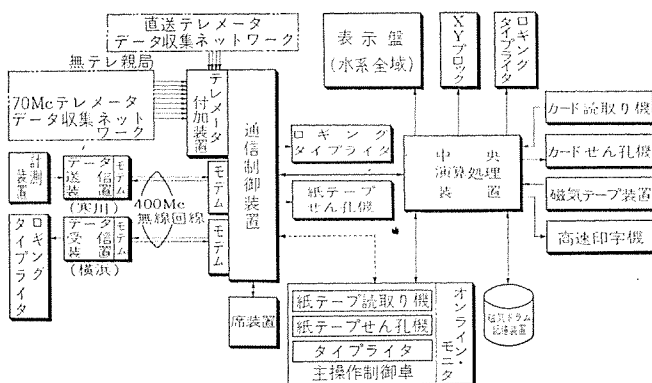 直送テレメータ
データ収集ネットワーク
無テレ親局
70Mcテレメータ
データ収集ネット
ワーク
テレメータ
付加装置
通信制御装置
表示盤
(水系全域)
XYプロック
ロギング
タイプライタ
ロギング
タイプライタ
紙テープ
せん孔機
中央
演算処理
装置
カード読取り機
カードせん孔機
磁気テープ装置
高速印字機
計測
装置
データ
送信
装置
モデム
(寒川)
400Mc
無線回線
モデム
ロギング
タイプライタ
データ
受信
装置
モデム
(横浜)
モデム
席装置
紙テープ読取り機
紙テープせん孔機
タイプライタ
主操作制御卓
オンライン・
モニタ
磁気ドラム
記憶装置